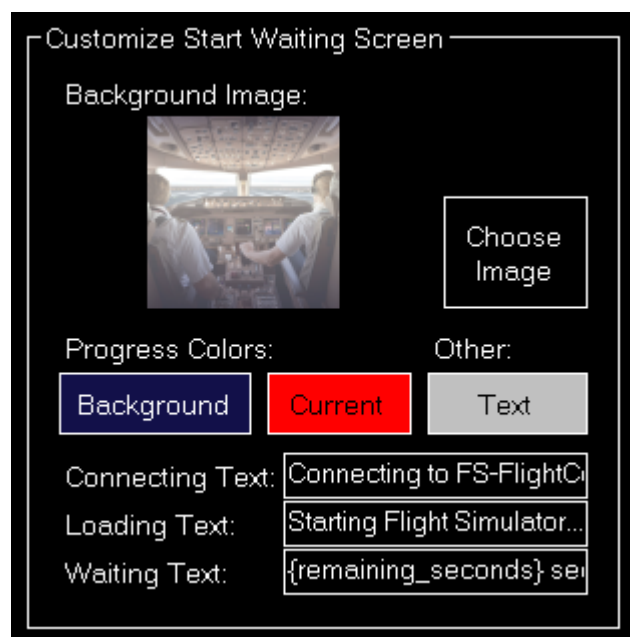 Customize Start Waiting Screen
Background Image:
Choose
Image
Progress Colors:
Other:
Background
Current
Text
Connecting Text:
Connecting to FS-FlightC
Loading Text:
Starting Flight Simulator...
Waiting Text:
{remaining_seconds}